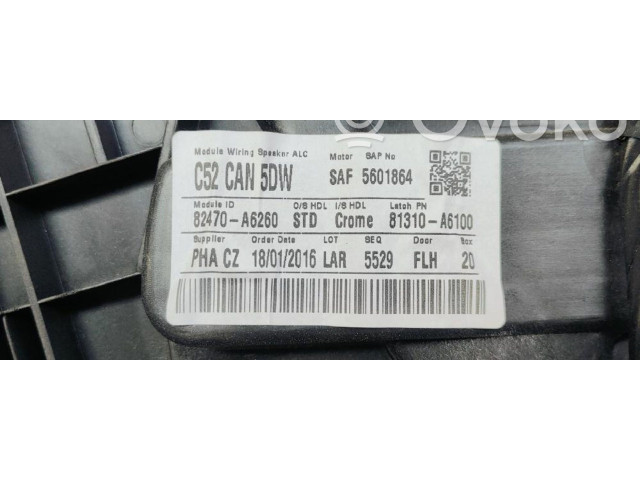 Ovoko
Module Wiring Speaker ALC Motor SAP No
C52 CAN 5DW SAF 5601864
Module ID O/S HDL I/S HDL Latch PN
82470-A6260 STD Crome 81310-A6100
Supplier Order Date LOT SEQ Door Box
PHA CZ 18/01/2016 LAR 5529 FLH 20